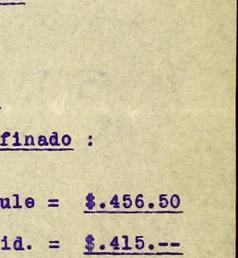 finado :
ule = $.456.50
id. = $.415.--